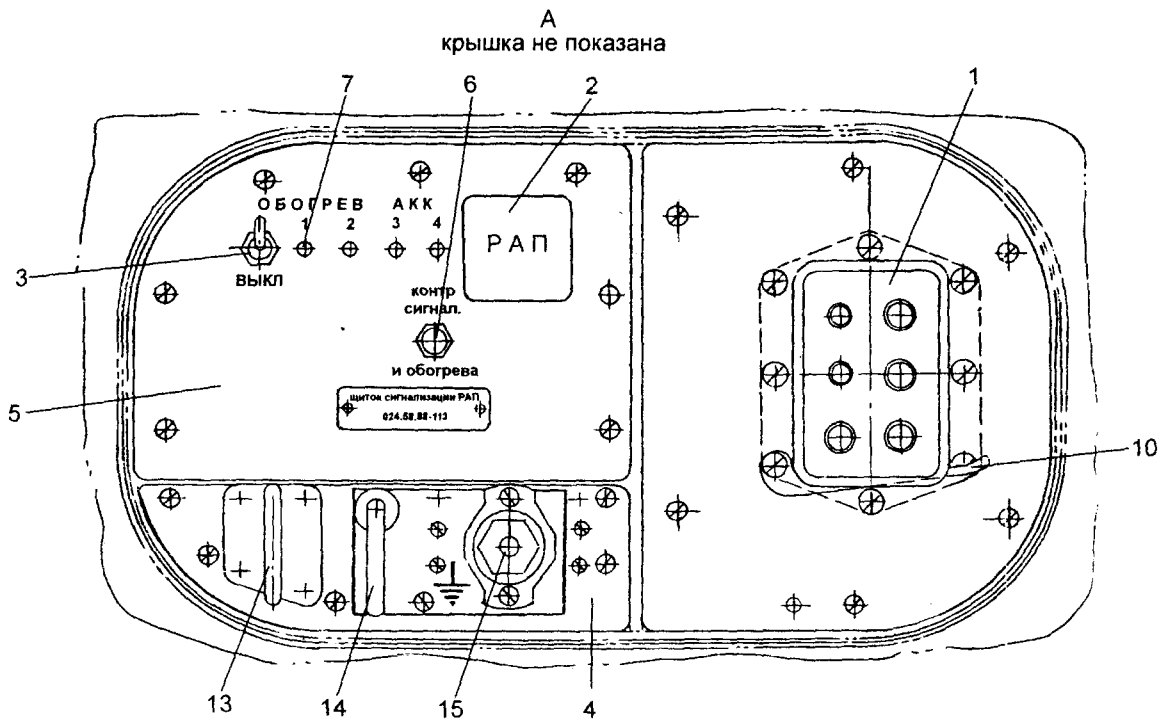 А
крышка не показана
7
6
2
1
ОБОГРЕВ АКК
1 2 3 4
РАП
3
ВЫКЛ
контр
сигнал.
и обогрева
5
щиток сигнализации РАП
024.58.88-113
10
13
14
15
4